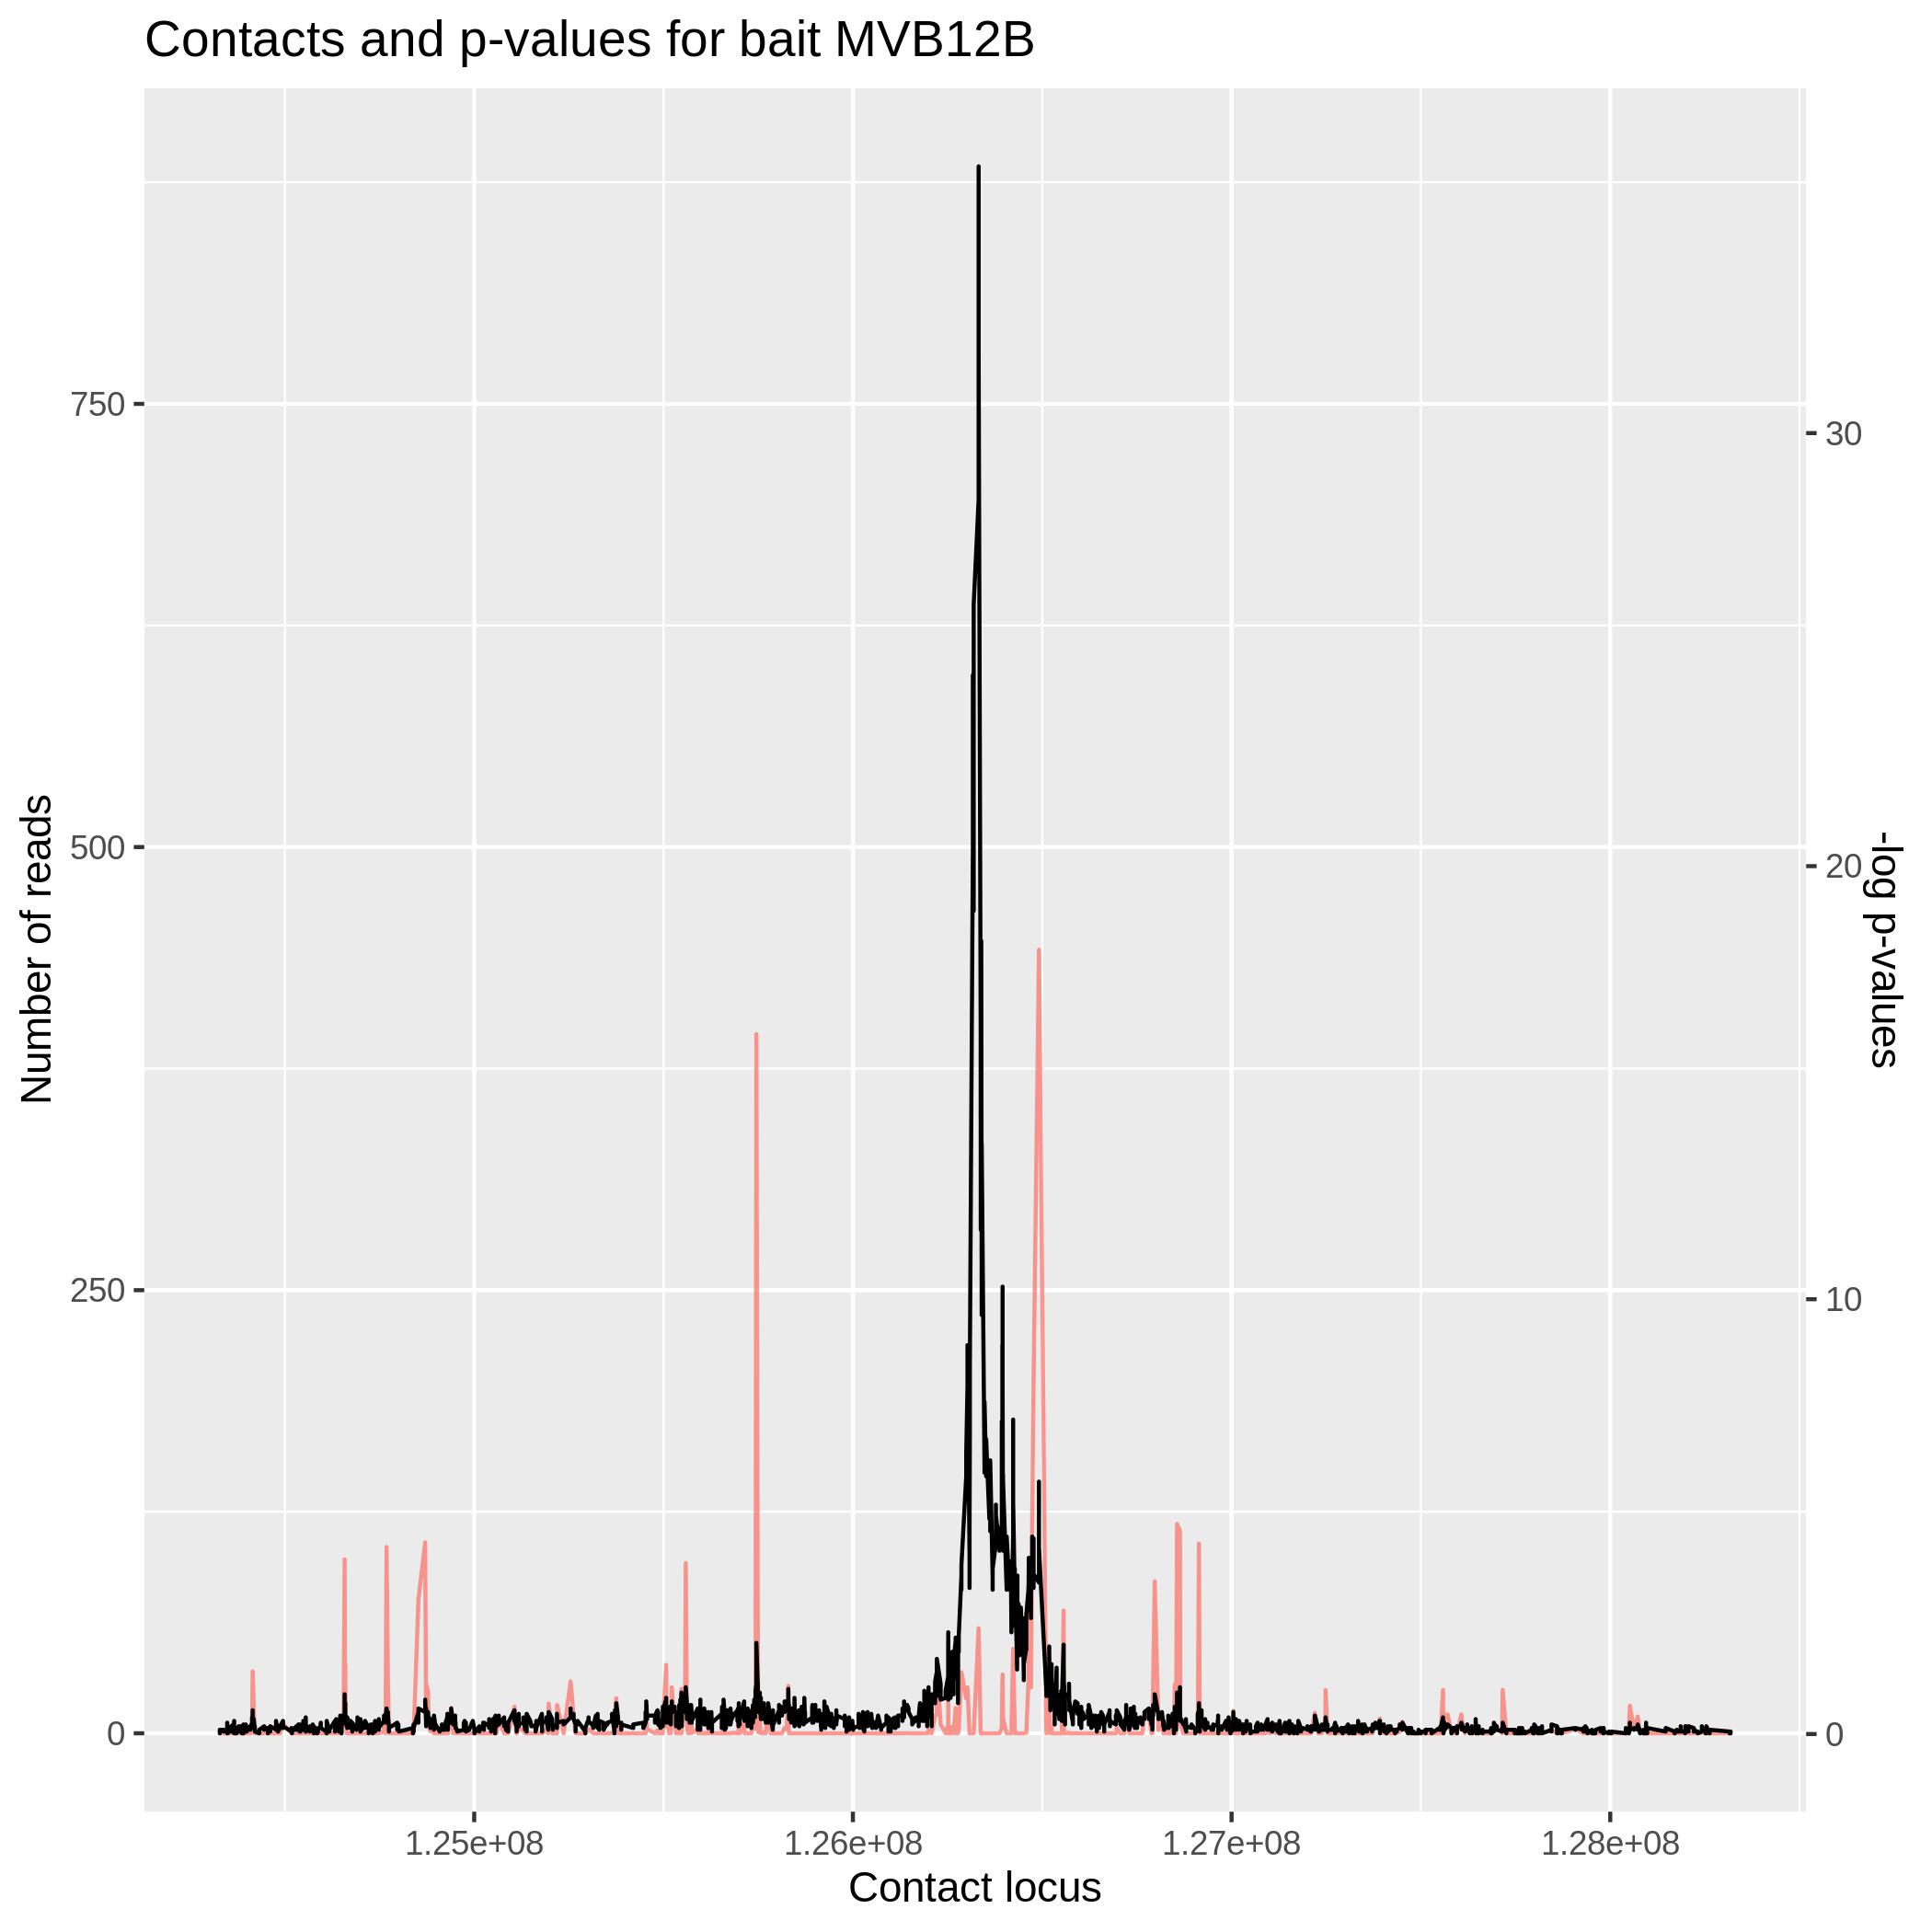 Contacts and p-values for bait MVB12B
Number of reads
750
500
250
0
30
20
10
0
-log p-values
1.25e+08
1.26e+08
1.27e+08
1.28e+08
Contact locus